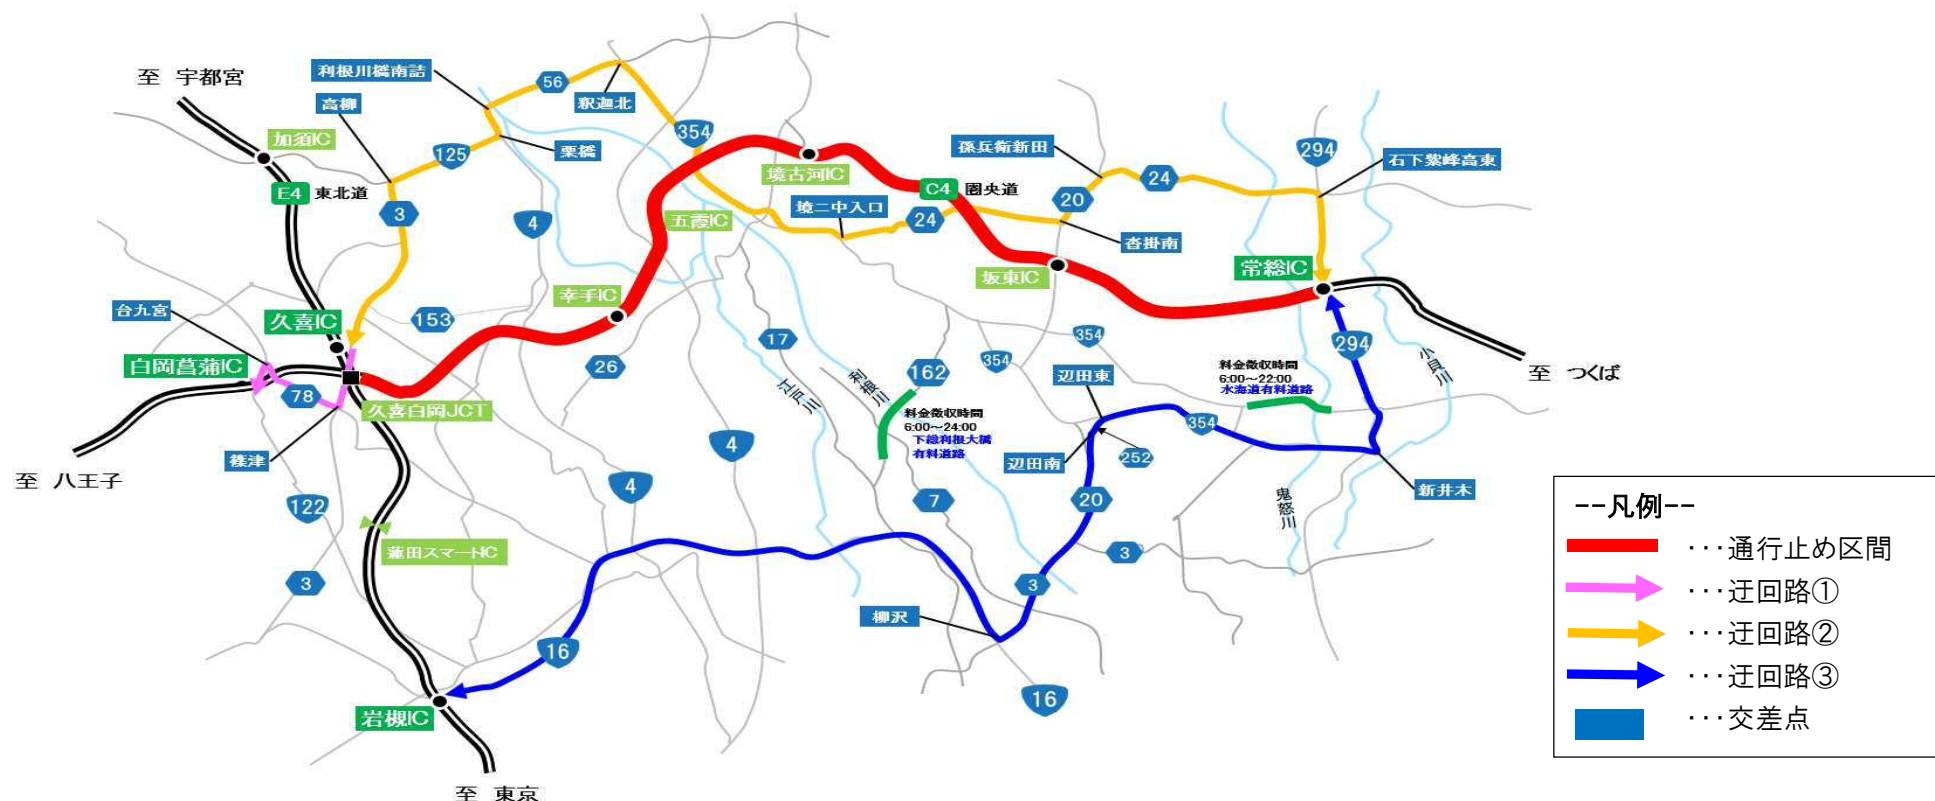 至 宇都宮
利根川橋南詰
高柳
56
釈迦北
加須IC
125
栗橋
354
孫兵衛新田
294
石下紫峰高東
E4
東北道
3
4
五霞IC
境古河IC
境二中入口
24
C4
圏央道
20
24
沓掛南
坂東IC
常総IC
台九宮
久喜IC
153
幸手IC
白岡菖蒲IC
78
久喜白岡JCT
26
17
江戸川
利根川
162
料金徴収時間
6:00～24:00
下総利根大橋
有料道路
354
354
辺田東
料金徴収時間
6:00～22:00
水海道有料道路
294
小貝川
至 つくば
至 八王子
篠津
4
辺田南
252
354
新井木
122
4
7
20
鬼怒川
蓮田スマートIC
3
3
3
柳沢
16
16
岩槻IC
至 東京
--凡例--
･･･通行止め区間
･･･迂回路①
･･･迂回路②
･･･迂回路③
･･･交差点